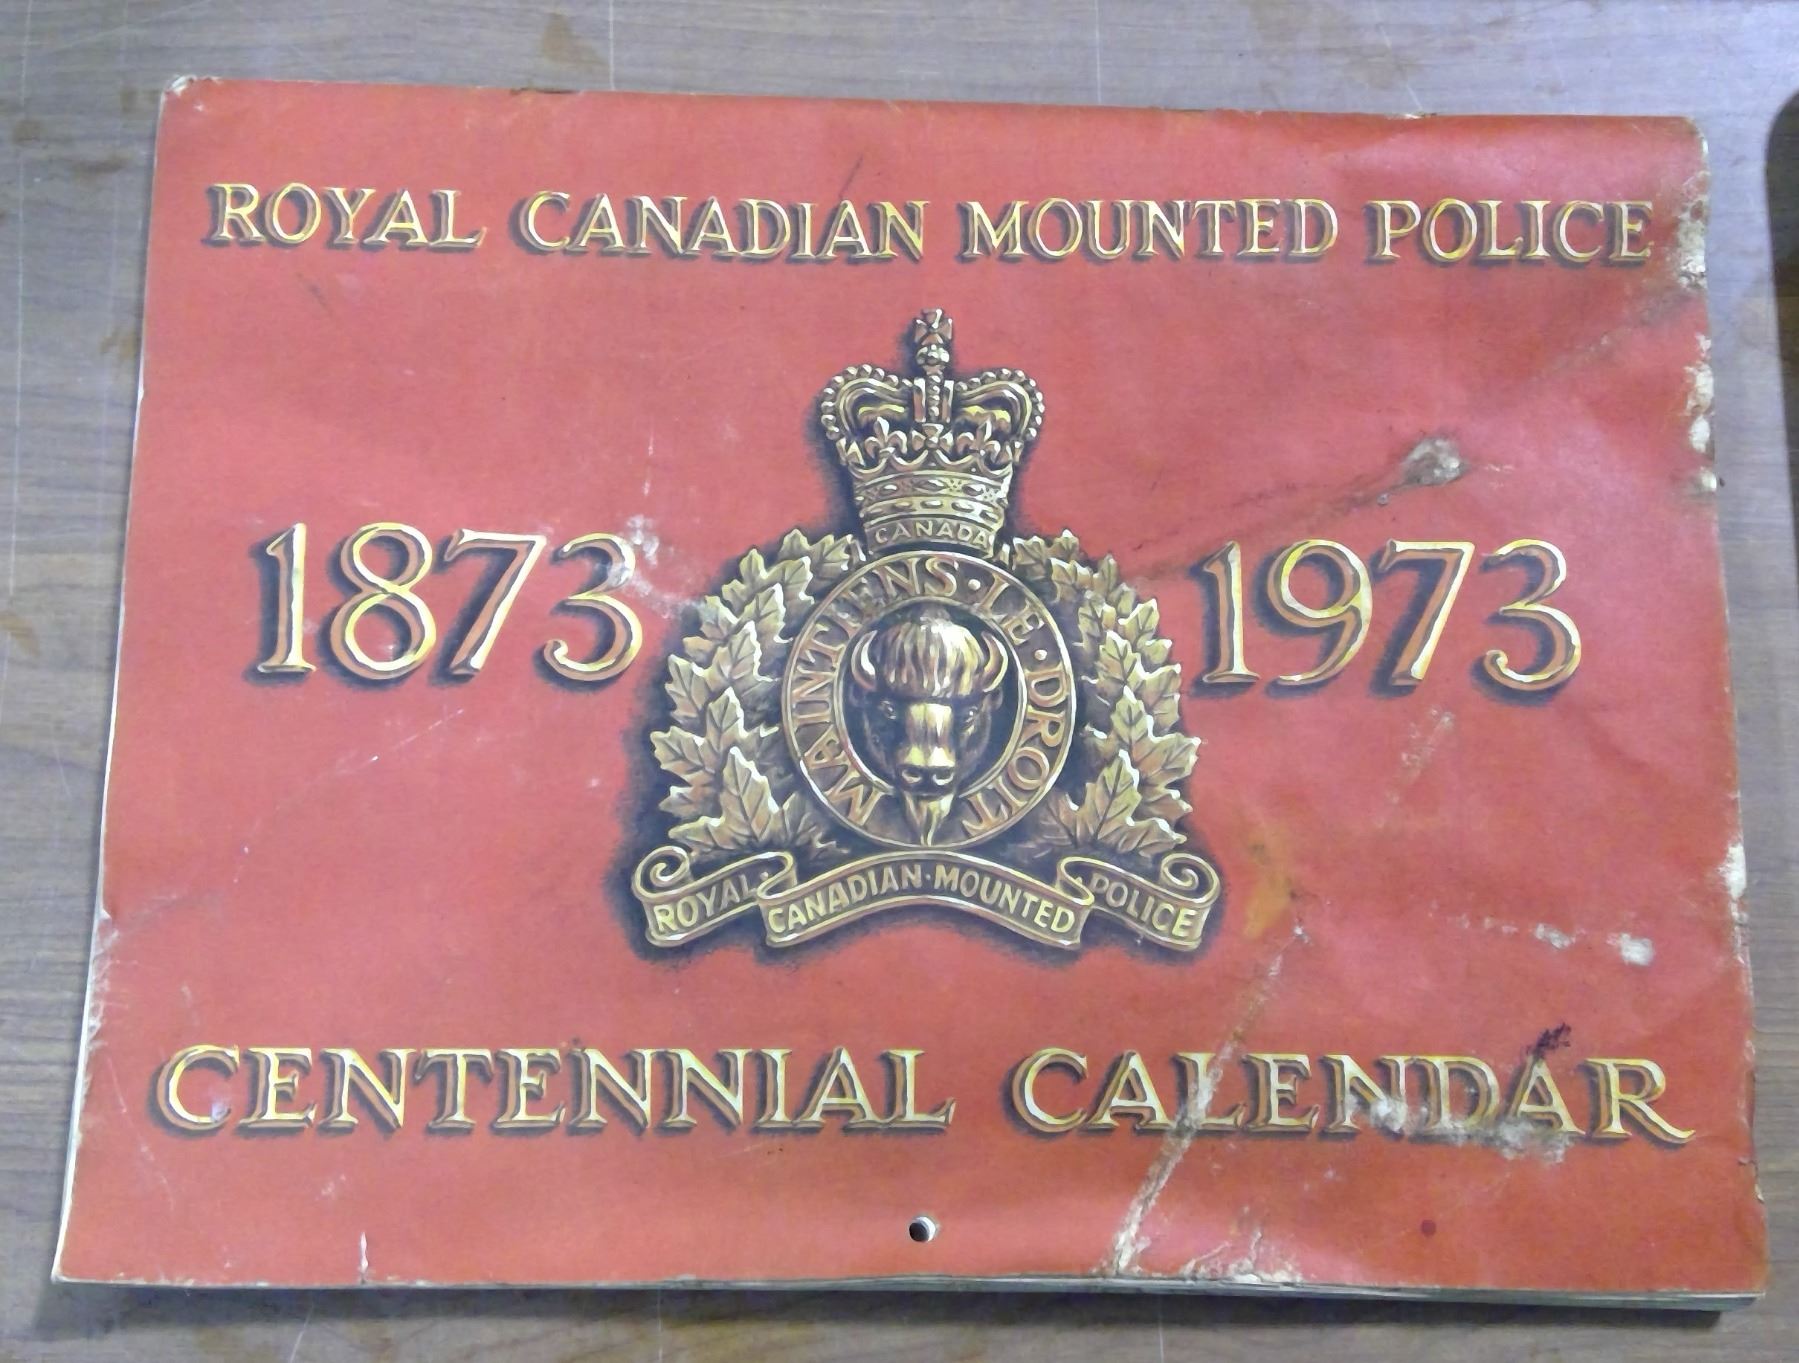 ROYAL CANADIAN MOUNTED POLICE
1873 1973
CANADA
MAINTIENS · LE · DROIT
ROYAL · CANADIAN · MOUNTED POLICE
CENTENNIAL CALENDAR